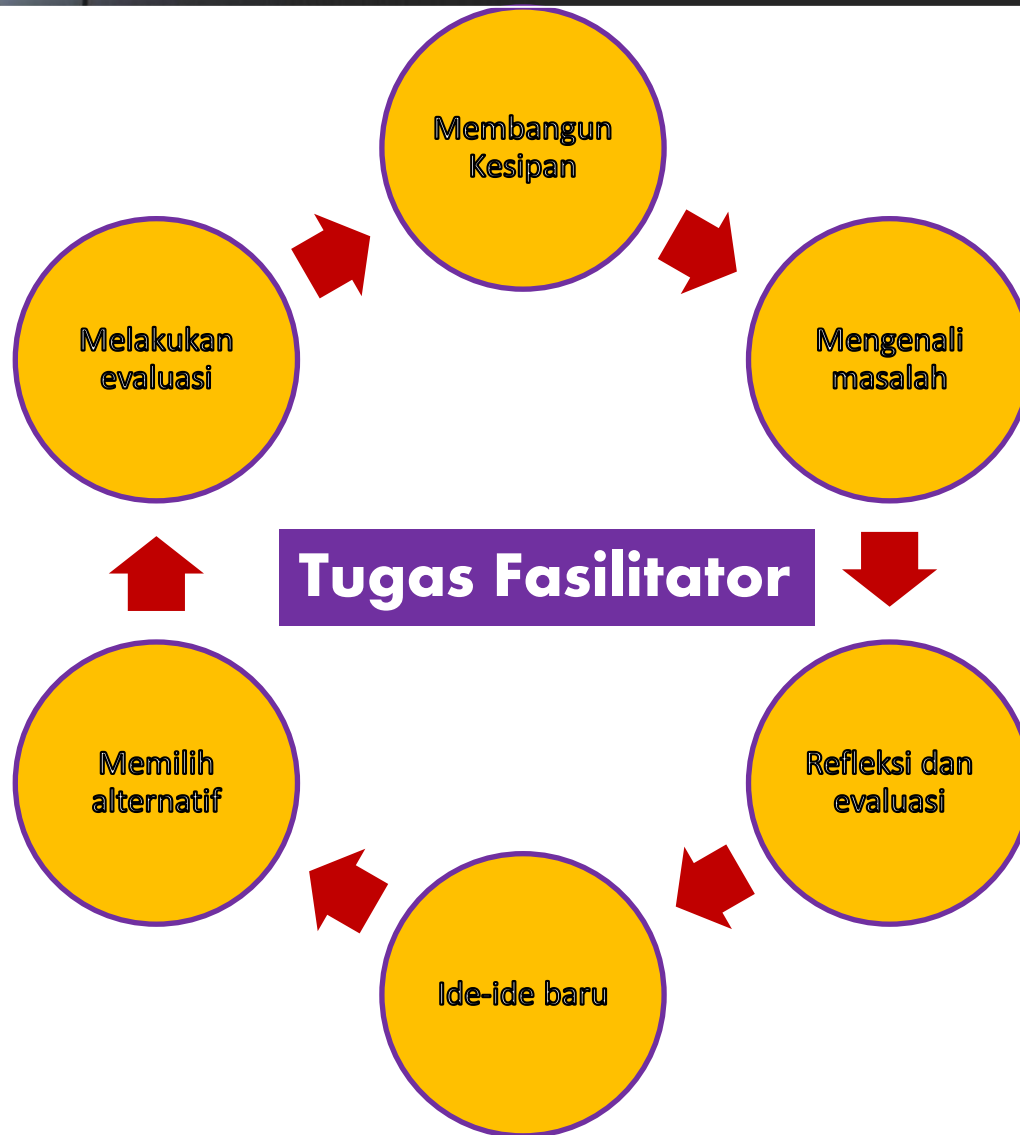 Membangun
Kesipan
Mengenali
masalah
Refleksi dan
evaluasi
Ide-ide baru
Memilih
alternatif
Melakukan
evaluasi
Tugas Fasilitator